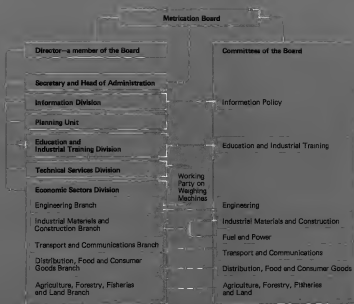 Metrication Board
Director—a member of the Board
Committees of the Board
Secretary and Head of Administration
Information Division
Information Policy
Planning Unit
Education and
Industrial Training Division
Education and Industrial Training
Technical Services Division
Working
Party on
Weighing
Machines
Economic Sectors Division
Engineering Branch
Engineering
Industrial Materials and
Construction Branch
Industrial Materials and Construction
Fuel and Power
Transport and Communications Branch
Transport and Communications
Distribution, Food and Consumer
Goods Branch
Distribution, Food and Consumer Goods
Agriculture, Forestry, Fisheries
and Land Branch
Agriculture, Forestry, Fisheries
and Land